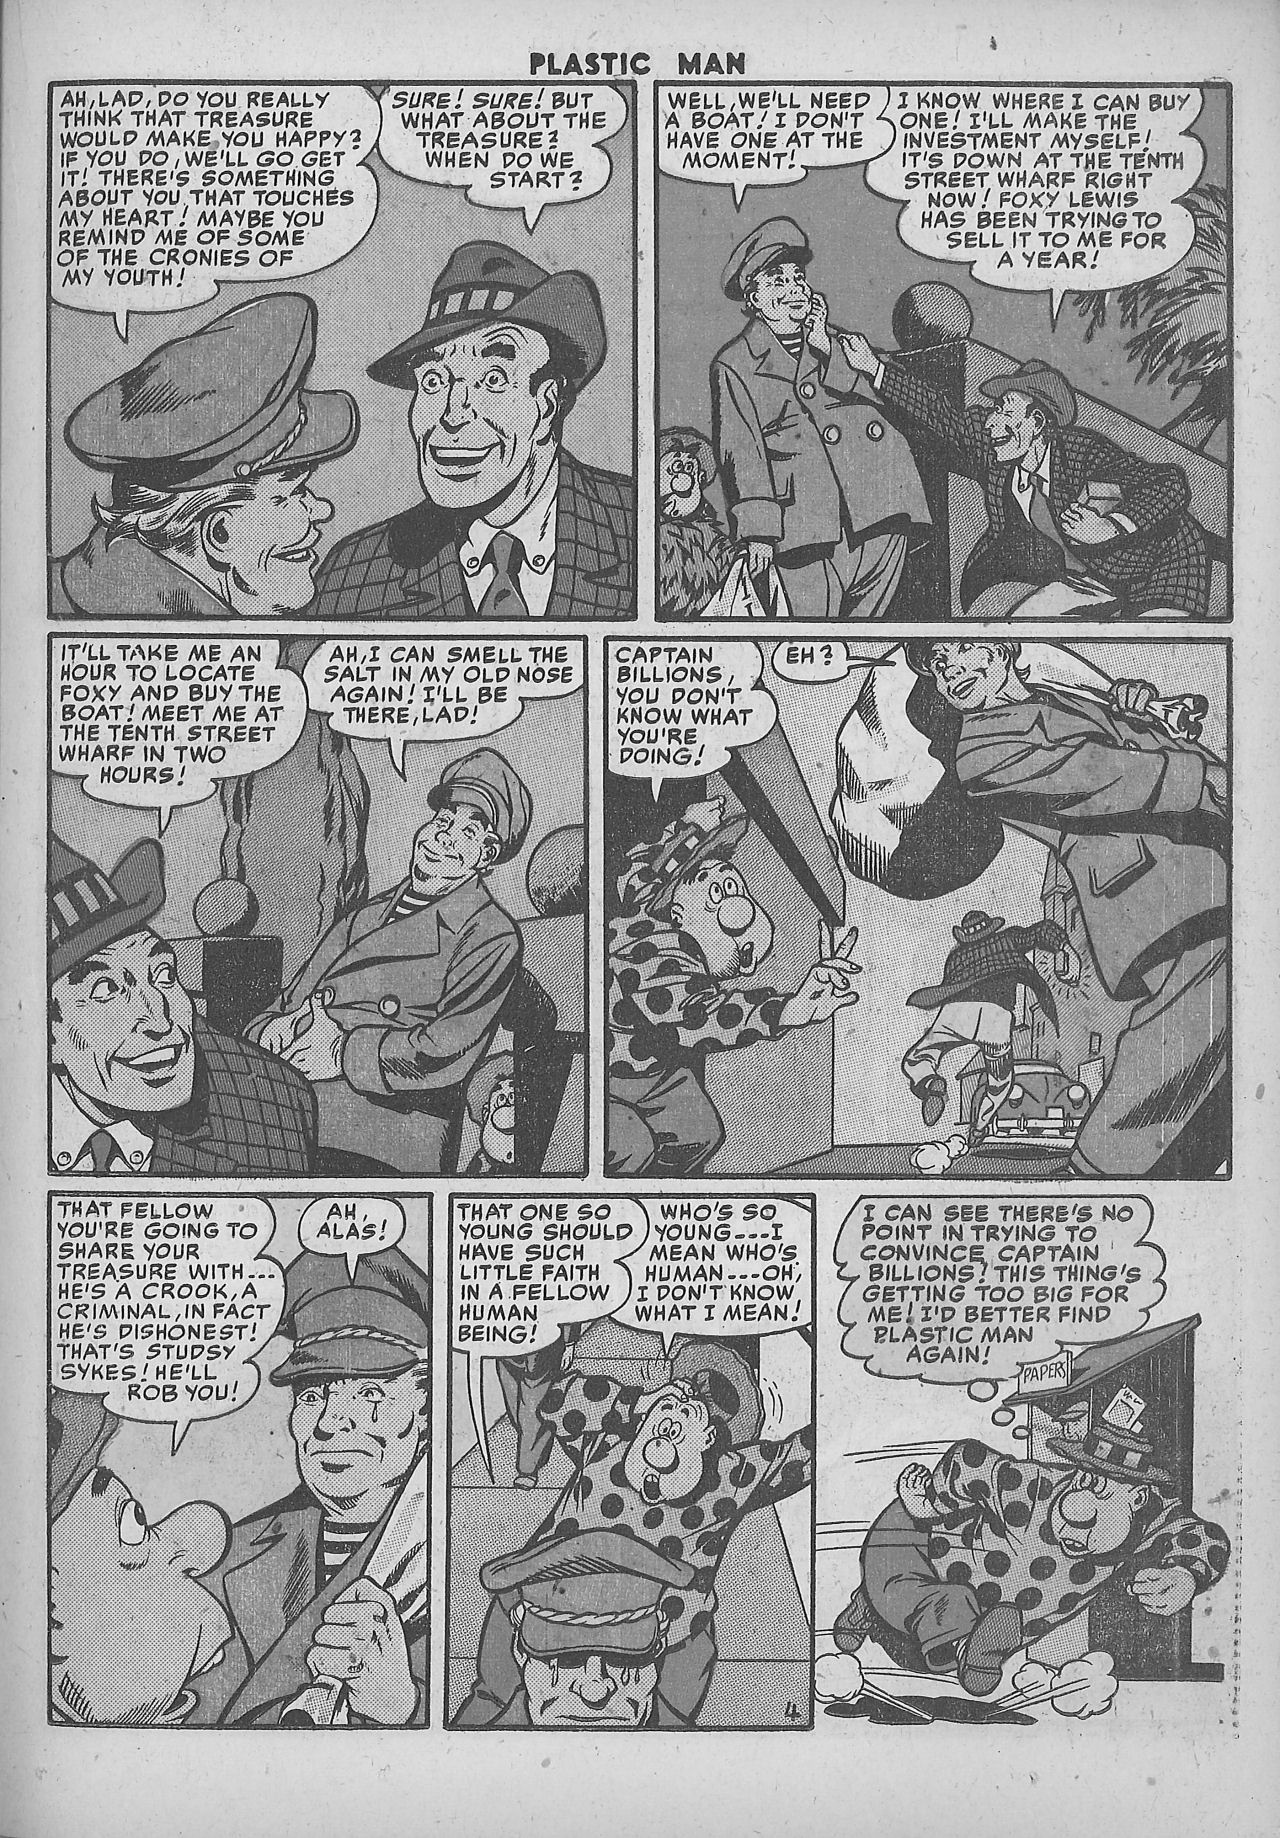 PLASTIC MAN
AH, LAD, DO YOU REALLY
THINK THAT TREASURE
WOULD MAKE YOU HAPPY?
IF YOU DO, WE'LL GO GET
IT! THERE'S SOMETHING
ABOUT YOU THAT TOUCHES
MY HEART! MAYBE YOU
REMIND ME OF SOME
OF THE CRONIES OF
MY YOUTH!
SURE! SURE! BUT
WHAT ABOUT THE
TREASURE?
WHEN DO WE
START?
WELL, WE'LL NEED
A BOAT! I DON'T
HAVE ONE AT THE
MOMENT!
I KNOW WHERE I CAN BUY
ONE! I'LL MAKE THE
INVESTMENT MYSELF!
IT'S DOWN AT THE TENTH
STREET WHARF RIGHT
NOW! FOXY LEWIS
HAS BEEN TRYING TO
SELL IT TO ME FOR
A YEAR!
IT'LL TAKE ME AN
HOUR TO LOCATE
FOXY AND BUY THE
BOAT! MEET ME AT
THE TENTH STREET
WHARF IN TWO
HOURS!
AH, I CAN SMELL THE
SALT IN MY OLD NOSE
AGAIN! I'LL BE
THERE, LAD!
CAPTAIN
BILLIONS,
YOU DON'T
KNOW WHAT
YOU'RE
DOING!
EH?
THAT FELLOW
YOU'RE GOING TO
SHARE YOUR
TREASURE WITH...
HE'S A CROOK, A
CRIMINAL, IN FACT
HE'S DISHONEST!
THAT'S STUDSY
SYKES! HE'LL
ROB YOU!
AH,
ALAS!
THAT ONE SO
YOUNG SHOULD
HAVE SUCH
LITTLE FAITH
IN A FELLOW
HUMAN
BEING!
WHO'S SO
YOUNG---I
MEAN WHO'S
HUMAN---OH,
I DON'T KNOW
WHAT I MEAN!
4
I CAN SEE THERE'S NO
POINT IN TRYING TO
CONVINCE CAPTAIN
BILLIONS! THIS THING'S
GETTING TOO BIG FOR
ME! I'D BETTER FIND
PLASTIC MAN
AGAIN!
PAPERS